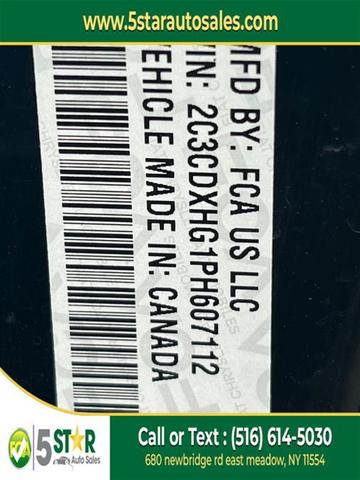 www.5starautosales.com
MFD BY: FCA US LLC
VIN: 2C3CDXHG1PH607112
VEHICLE MADE IN: CANADA
5 STAR
Auto Sales
Call or Text : (516) 614-5030
680 newbridge rd east meadow, NY 11554